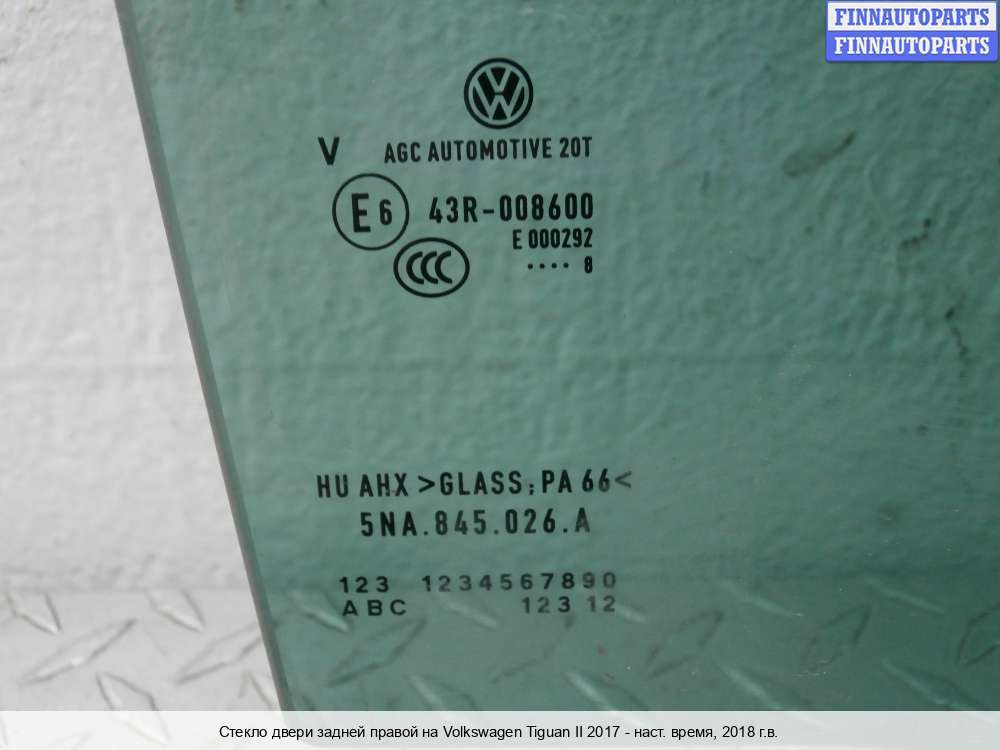 FINNAUTOPARTS
FINNAUTOPARTS
V AGC AUTOMOTIVE 20T
E6 43R-008600
E 000292
CCC
.... 8
HU AHX >GLASS;PA 66<
5NA.845.026.A
123 1234567890
ABC 123 12
Стекло двери задней правой на Volkswagen Tiguan II 2017 - наст. время, 2018 г.в.